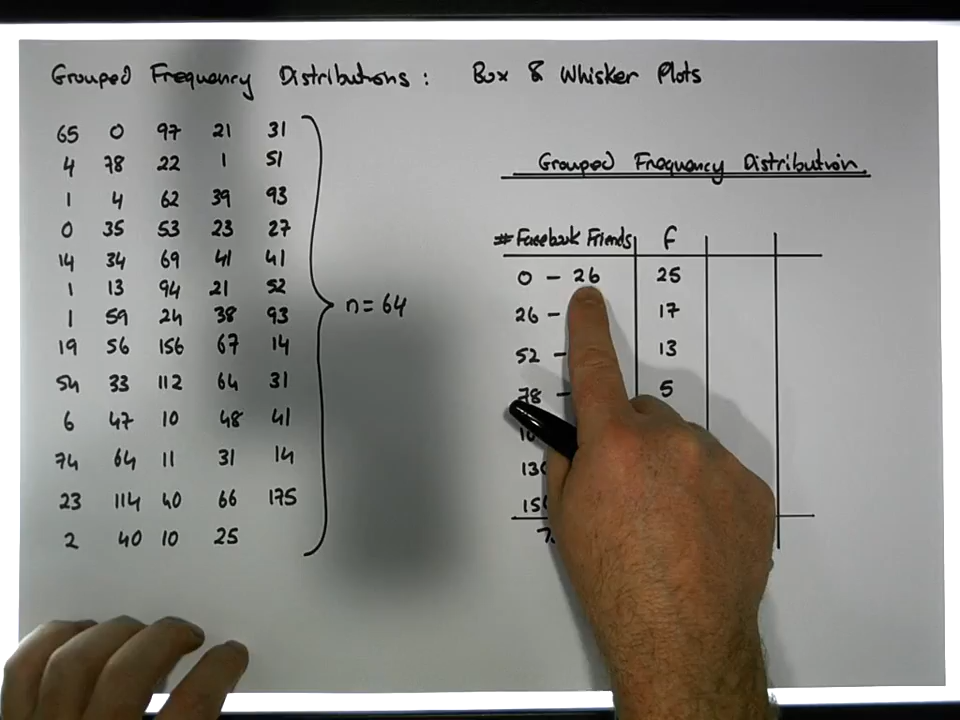 Grouped Frequency Distributions : Box & Whisker Plots
65 0 97 21 31
4 78 22 1 51
1 4 62 39 93
0 35 53 23 27
14 34 69 41 41
1 13 94 21 52
1 59 24 38 93
19 56 156 67 14
54 33 112 64 31
6 47 10 48 41
74 64 11 31 14
23 114 40 66 175
2 40 10 25
n = 64
Grouped Frequency Distribution
# Facebook Friends f
0 - 26 25
26 - 17
52 - 13
78 - 5